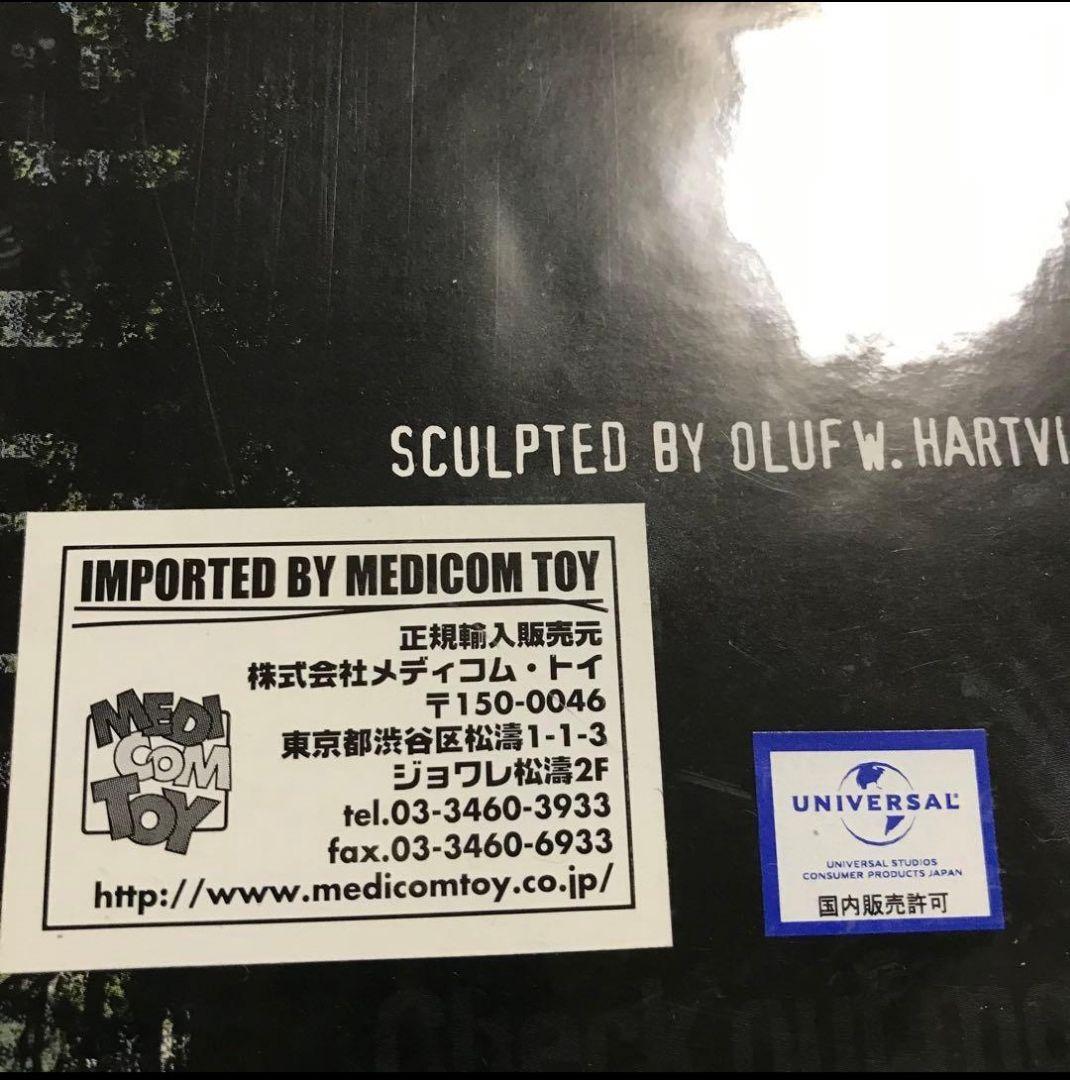 SCULPTED BY OLUF W. HARTVI
IMPORTED BY MEDICOM TOY
正規輸入販売元
株式会社メディコム・トイ
〒150-0046
東京都渋谷区松濤1-1-3
ジョワレ松濤2F
tel.03-3460-3933
fax.03-3460-6933
http://www.medicomtoy.co.jp/
MEDI
COM
TOY
UNIVERSAL
UNIVERSAL STUDIOS
CONSUMER PRODUCTS JAPAN
国内販売許可